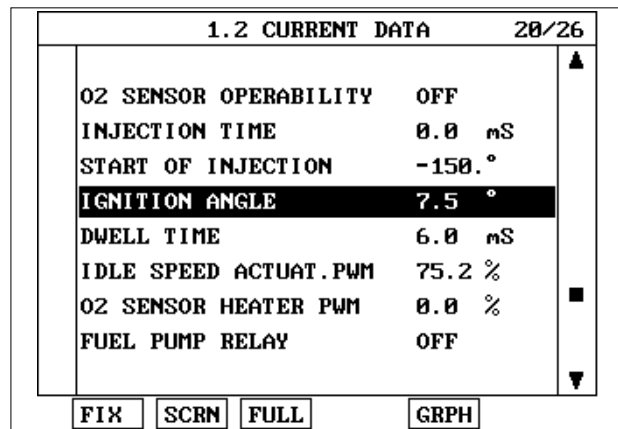 1.2 CURRENT DATA 20/26
O2 SENSOR OPERABILITY OFF
INJECTION TIME 0.0 mS
START OF INJECTION -150.°
IGNITION ANGLE 7.5 °
DWELL TIME 6.0 mS
IDLE SPEED ACTUAT.PWM 75.2 %
O2 SENSOR HEATER PWM 0.0 %
FUEL PUMP RELAY OFF
FIX SCRN FULL GRPH